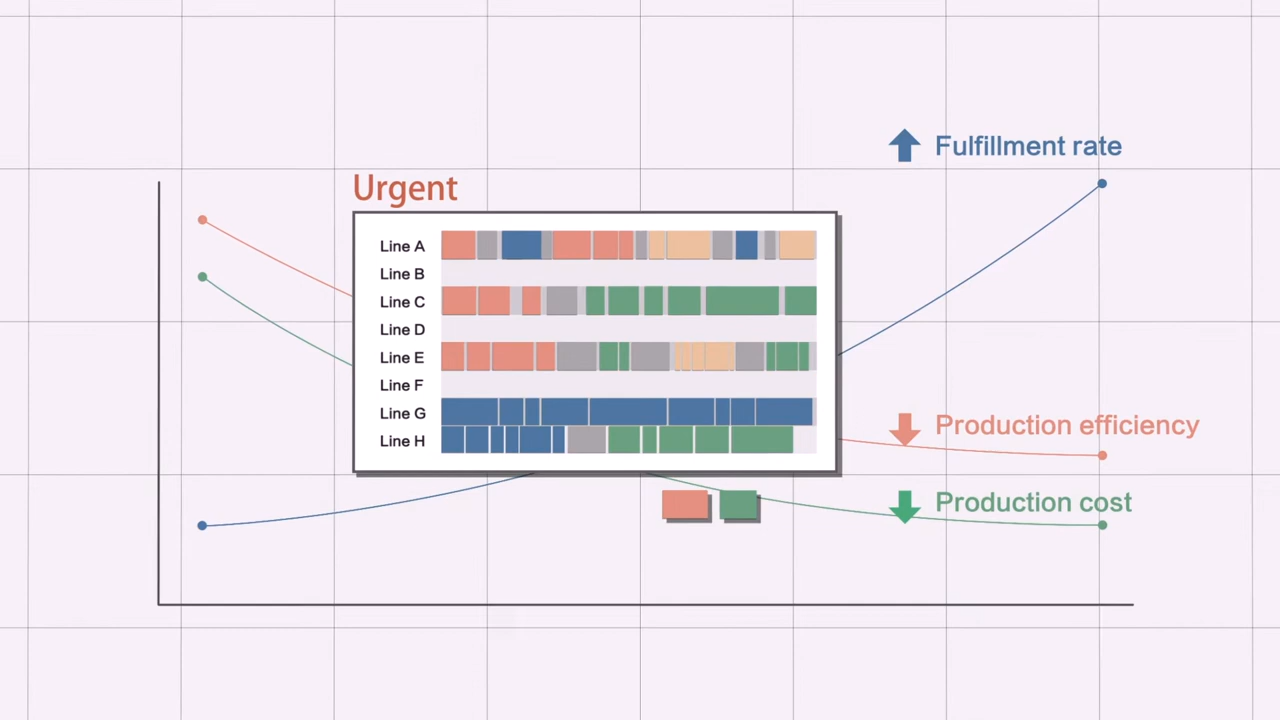 Fulfillment rate
Urgent
Line A
Line B
Line C
Line D
Line E
Line F
Line G
Line H
Production efficiency
Production cost